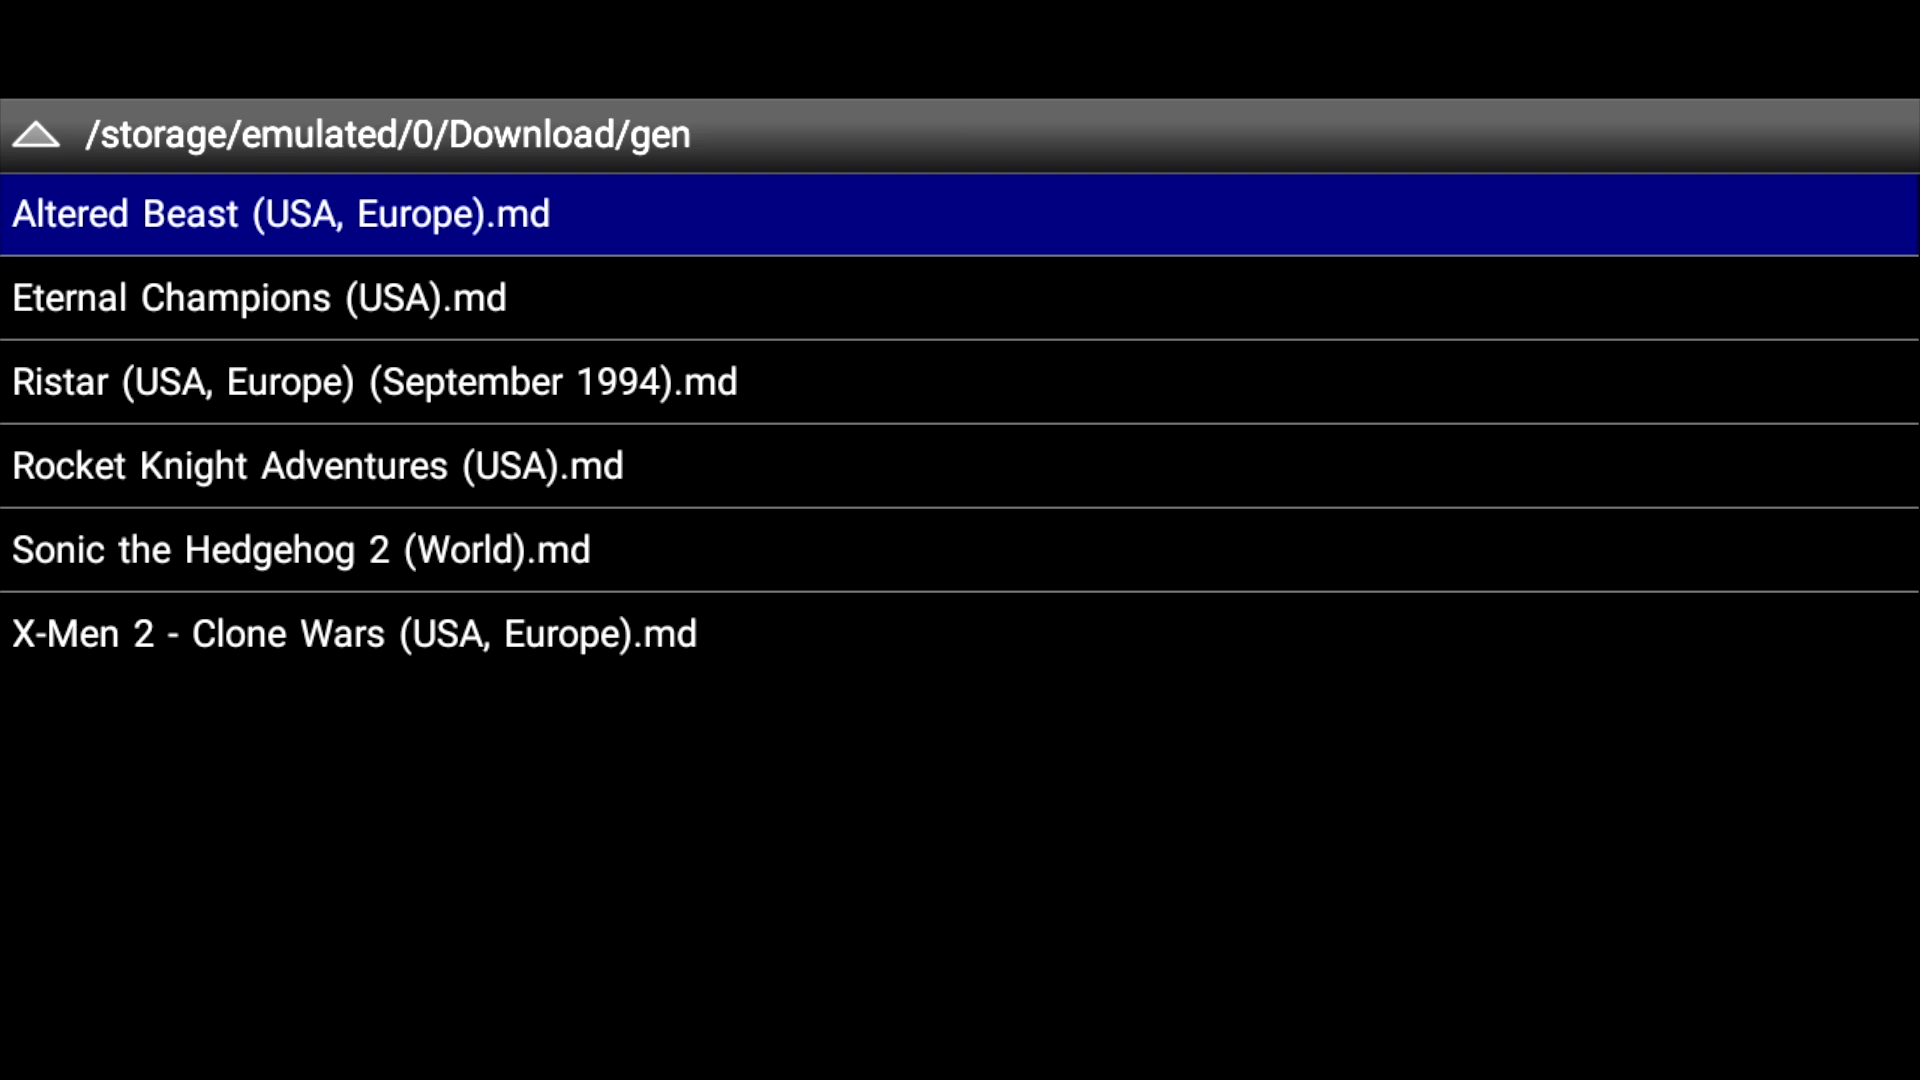 /storage/emulated/0/Download/gen
Altered Beast (USA, Europe).md
Eternal Champions (USA).md
Ristar (USA, Europe) (September 1994).md
Rocket Knight Adventures (USA).md
Sonic the Hedgehog 2 (World).md
X-Men 2 - Clone Wars (USA, Europe).md